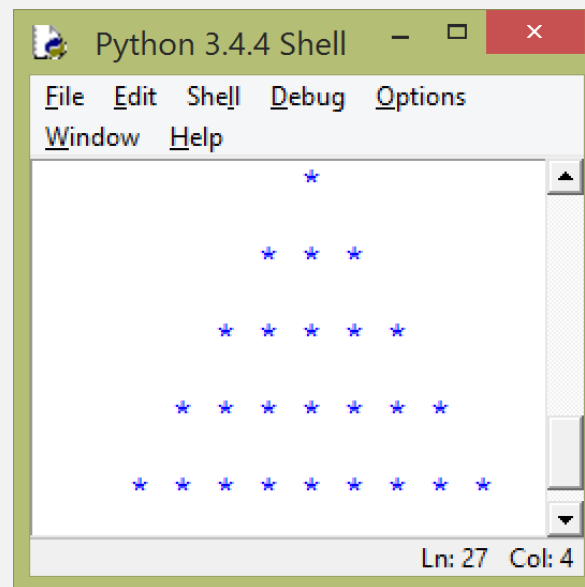 Python 3.4.4 Shell
File Edit Shell Debug Options
Window Help
*
* * *
* * * * *
* * * * * * *
* * * * * * * * *
Ln: 27 Col: 4